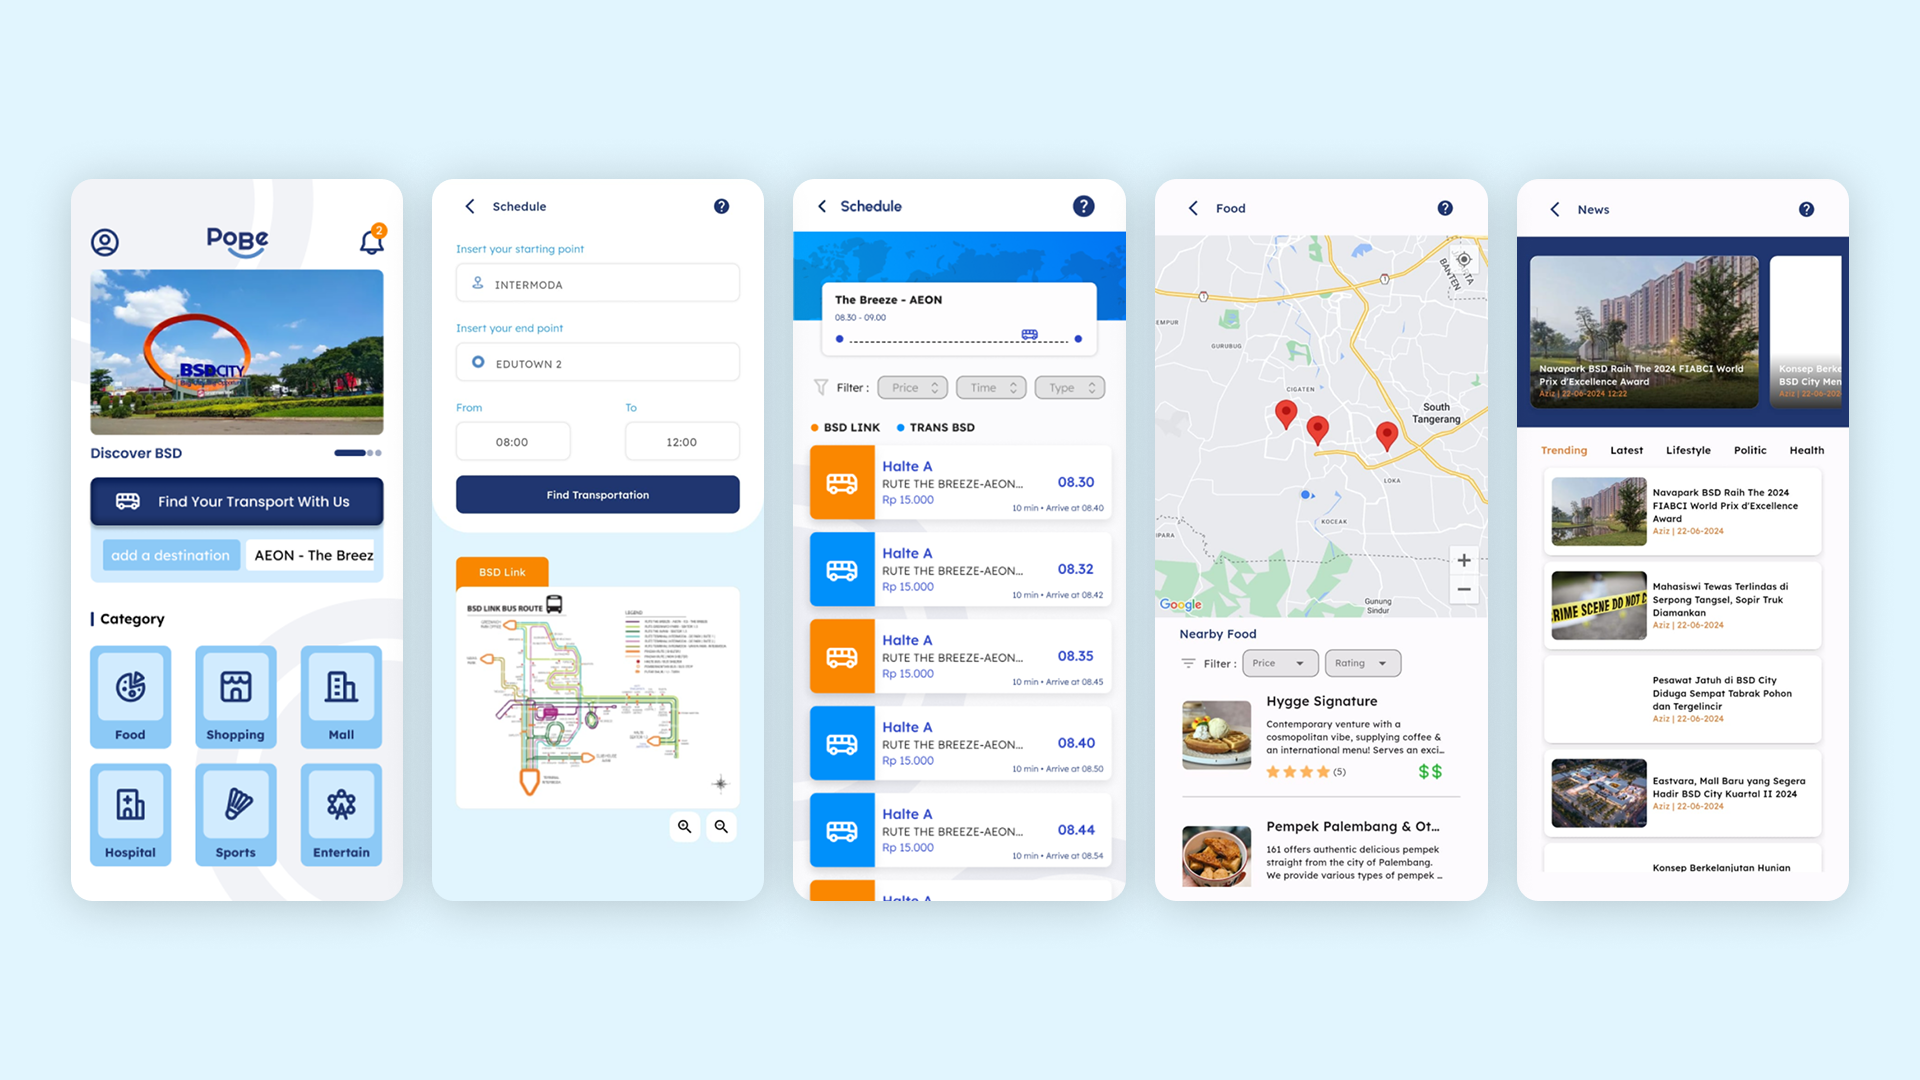 PoBe
2
BSDCITY
Discover BSD
Find Your Transport With Us
add a destination
AEON - The Breez
Category
Food
Shopping
Mall
Hospital
Sports
Entertain
Schedule
?
Insert your starting point
INTERMODA
Insert your end point
EDUTOWN 2
From
To
08:00
12:00
Find Transportation
BSD Link
BSD LINK BUS ROUTE
LEGEND
Schedule
?
The Breeze - AEON
08.30 - 09.00
Filter :
Price
Time
Type
BSD LINK
TRANS BSD
Halte A
RUTE THE BREEZE-AEON...
Rp 15.000
08.30
10 min • Arrive at 08.40
Halte A
RUTE THE BREEZE-AEON...
Rp 15.000
08.32
10 min • Arrive at 08.42
Halte A
RUTE THE BREEZE-AEON...
Rp 15.000
08.35
10 min • Arrive at 08.45
Halte A
RUTE THE BREEZE-AEON...
Rp 15.000
08.40
10 min • Arrive at 08.50
Halte A
RUTE THE BREEZE-AEON...
Rp 15.000
08.44
10 min • Arrive at 08.54
Halte A
Food
?
BANTEN
EMPUR
GURUBUG
CIGATEN
South
Tangerang
LOKA
KOCEAK
IPARA
Gunung
Sindur
Google
+
−
Nearby Food
Filter :
Price
Rating
Hygge Signature
Contemporary venture with a
cosmopolitan vibe, supplying coffee &
an international menu! Serves an exci...
(5)
$$
Pempek Palembang & Ot...
161 offers authentic delicious pempek
straight from the city of Palembang.
We provide various types of pempek ...
News
?
Navapark BSD Raih The 2024 FIABCI World
Prix d'Excellence Award
Aziz | 22-06-2024 12:22
Konsep Berke
BSD City Men
Aziz | 22-06-202
Trending
Latest
Lifestyle
Politic
Health
Navapark BSD Raih The 2024
FIABCI World Prix d'Excellence
Award
Aziz | 22-06-2024
RIME SCENE DO NOT C
Mahasiswi Tewas Terlindas di
Serpong Tangsel, Sopir Truk
Diamankan
Aziz | 22-06-2024
Pesawat Jatuh di BSD City
Diduga Sempat Tabrak Pohon
dan Tergelincir
Aziz | 22-06-2024
Eastvara, Mall Baru yang Segera
Hadir BSD City Kuartal II 2024
Aziz | 22-06-2024
Konsep Berkelanjutan Hunian